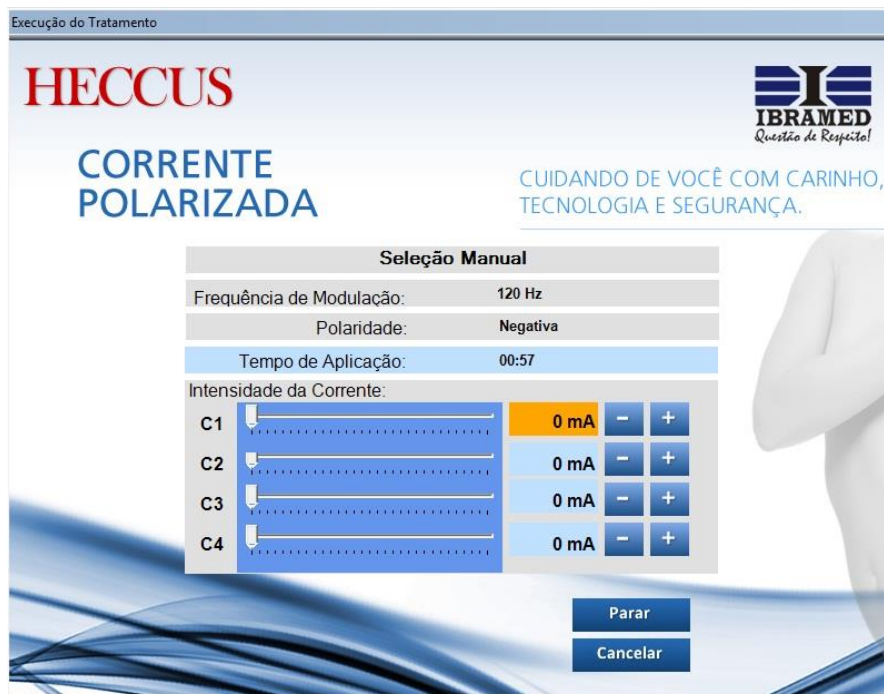 Execução do Tratamento
HECCUS
IBRAMED
Questão de Respeito!
CORRENTE
POLARIZADA
CUIDANDO DE VOCÊ COM CARINHO,
TECNOLOGIA E SEGURANÇA.
Seleção Manual
Frequência de Modulação: 120 Hz
Polaridade: Negativa
Tempo de Aplicação: 00:57
Intensidade da Corrente:
C1 0 mA - +
C2 0 mA - +
C3 0 mA - +
C4 0 mA - +
Parar
Cancelar